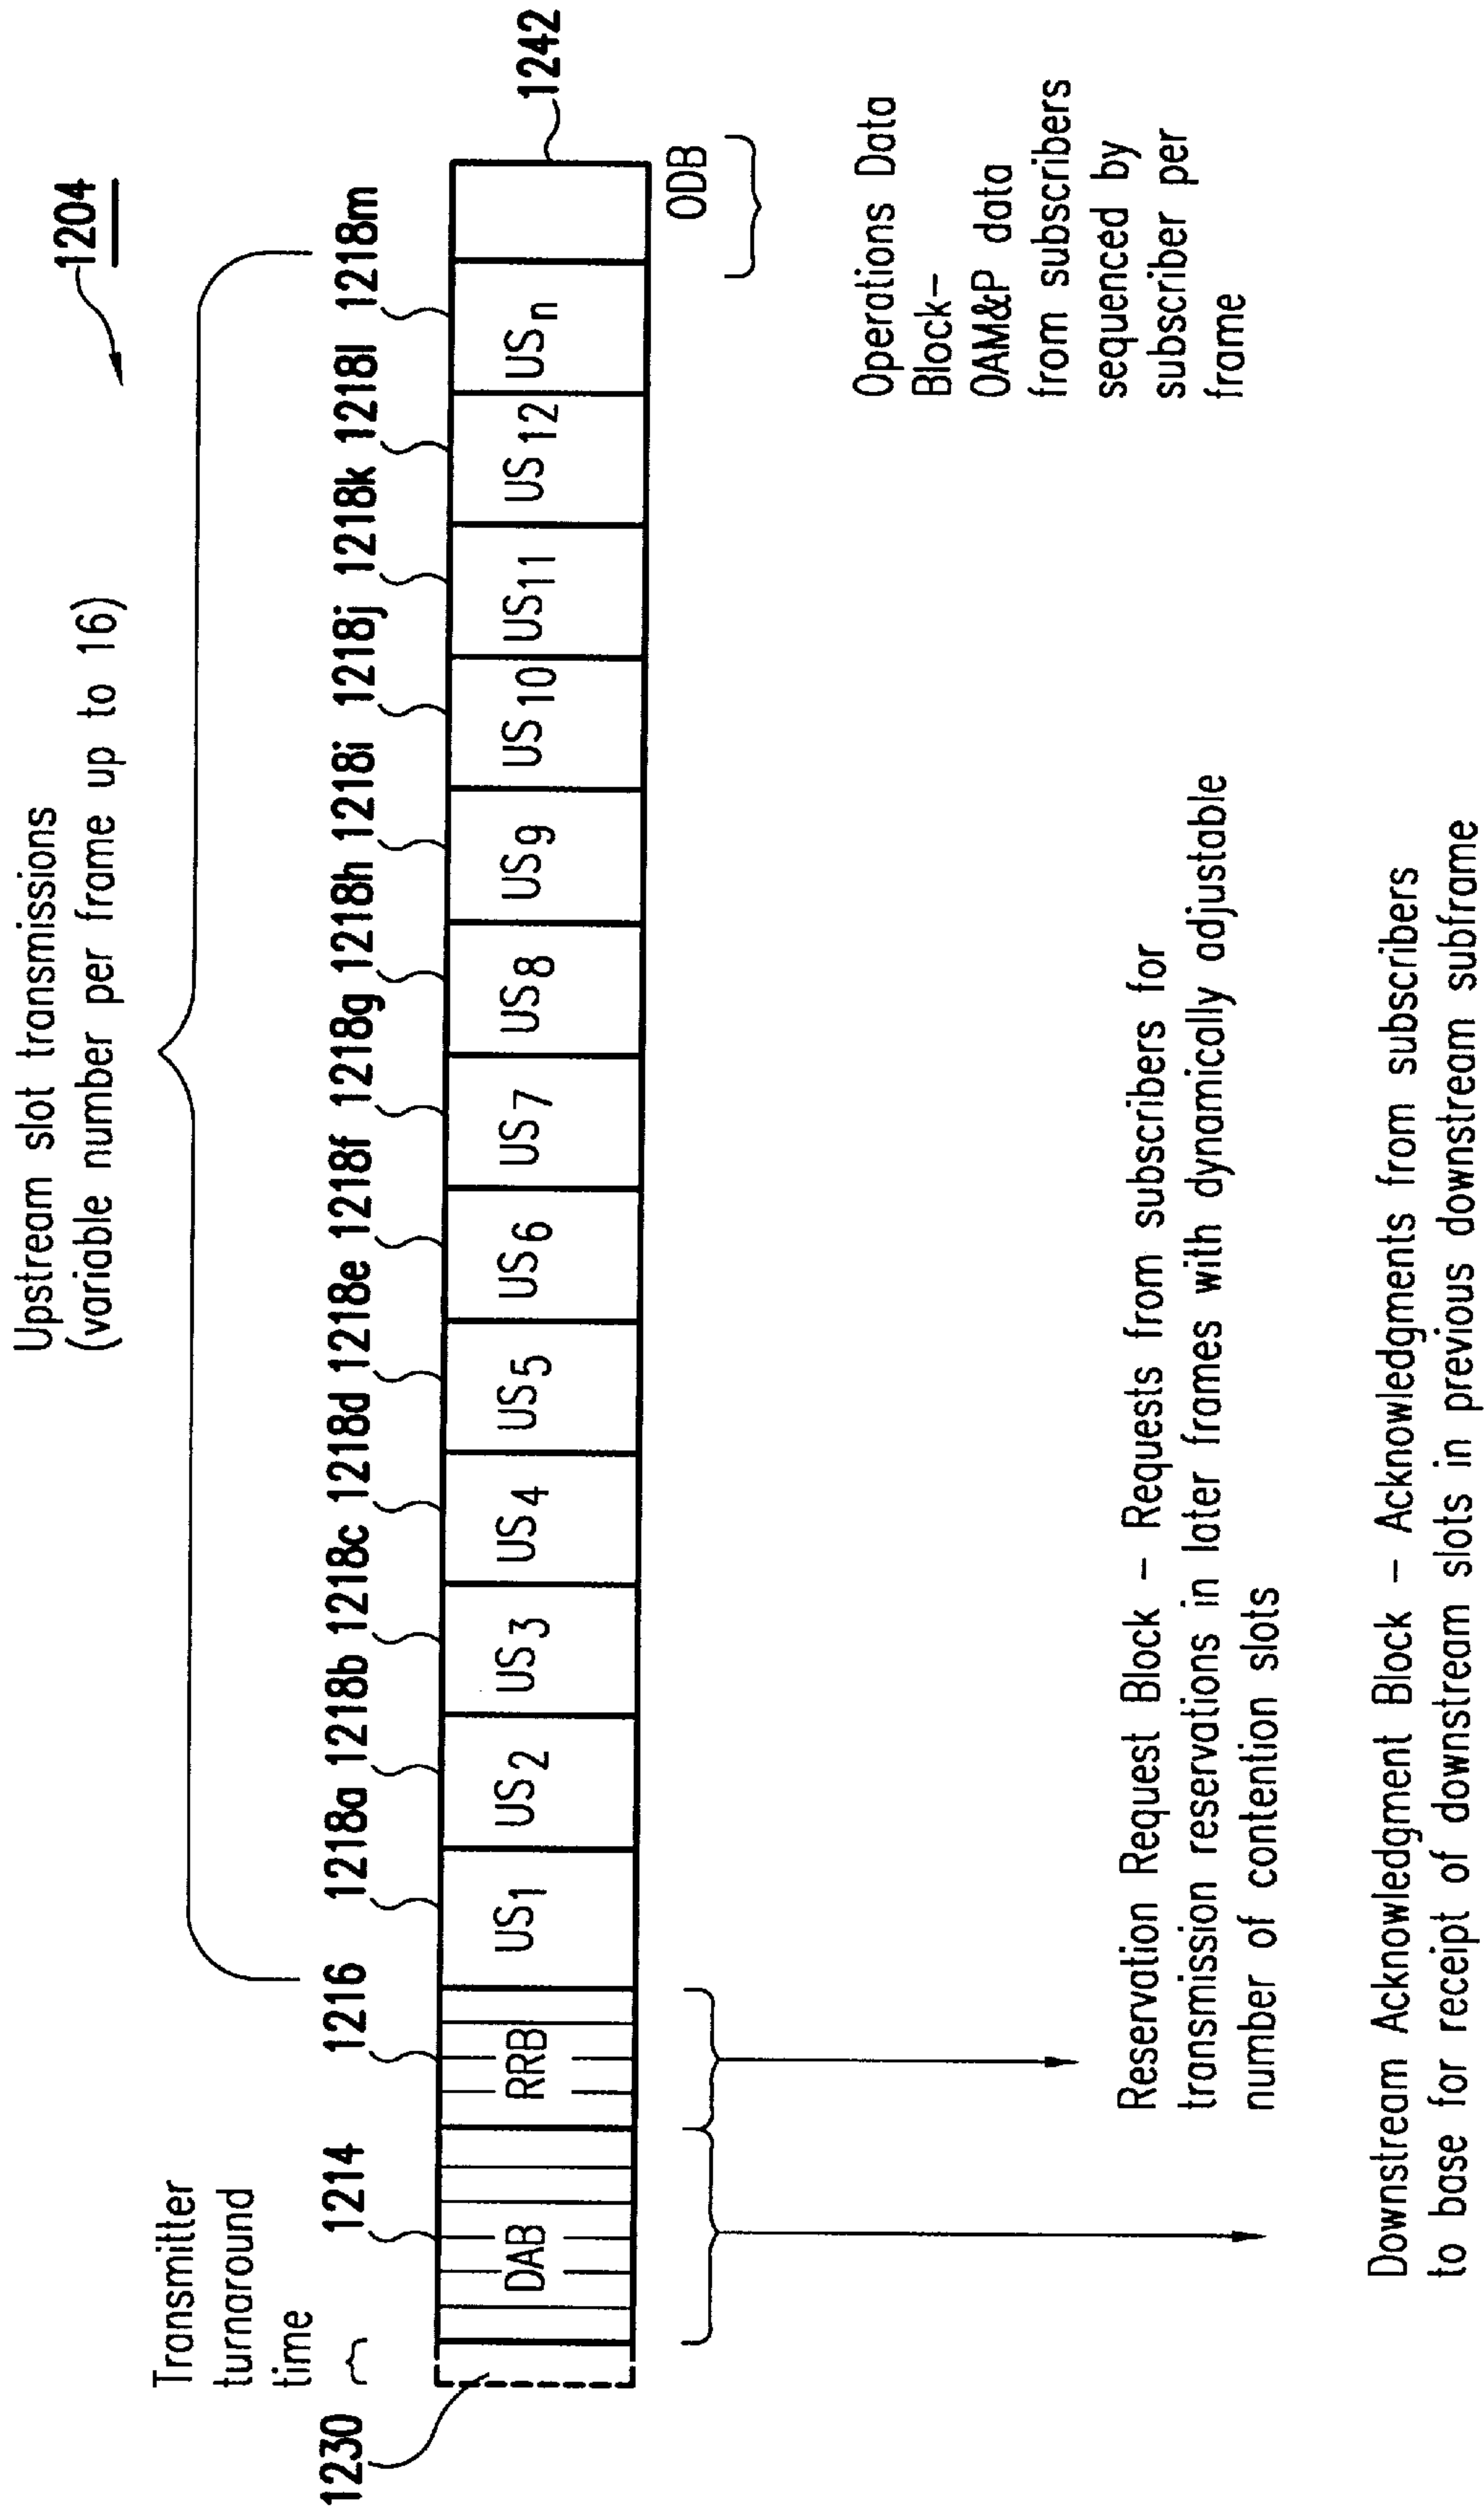 1204
Upstream slot transmissions
(variable number per frame up to 16)
Transmitter
turnaround
time
1230
1214
1216
1218a
1218b
1218c
1218d
1218e
1218f
1218g
1218h
1218i
1218j
1218k
1218l
1218m
1242
DAB
RRB
US1
US2
US3
US4
US5
US6
US7
US8
US9
US10
US11
US12
USn
ODB
Operations Data
Block–
OAM&P data
from subscribers
sequenced by
subscriber per
frame
Reservation Request Block – Requests from subscribers for
transmission reservations in later frames with dynamically adjustable
number of contention slots
Downstream Acknowledgment Block – Acknowledgments from subscribers
to base for receipt of downstream slots in previous downstream subframe